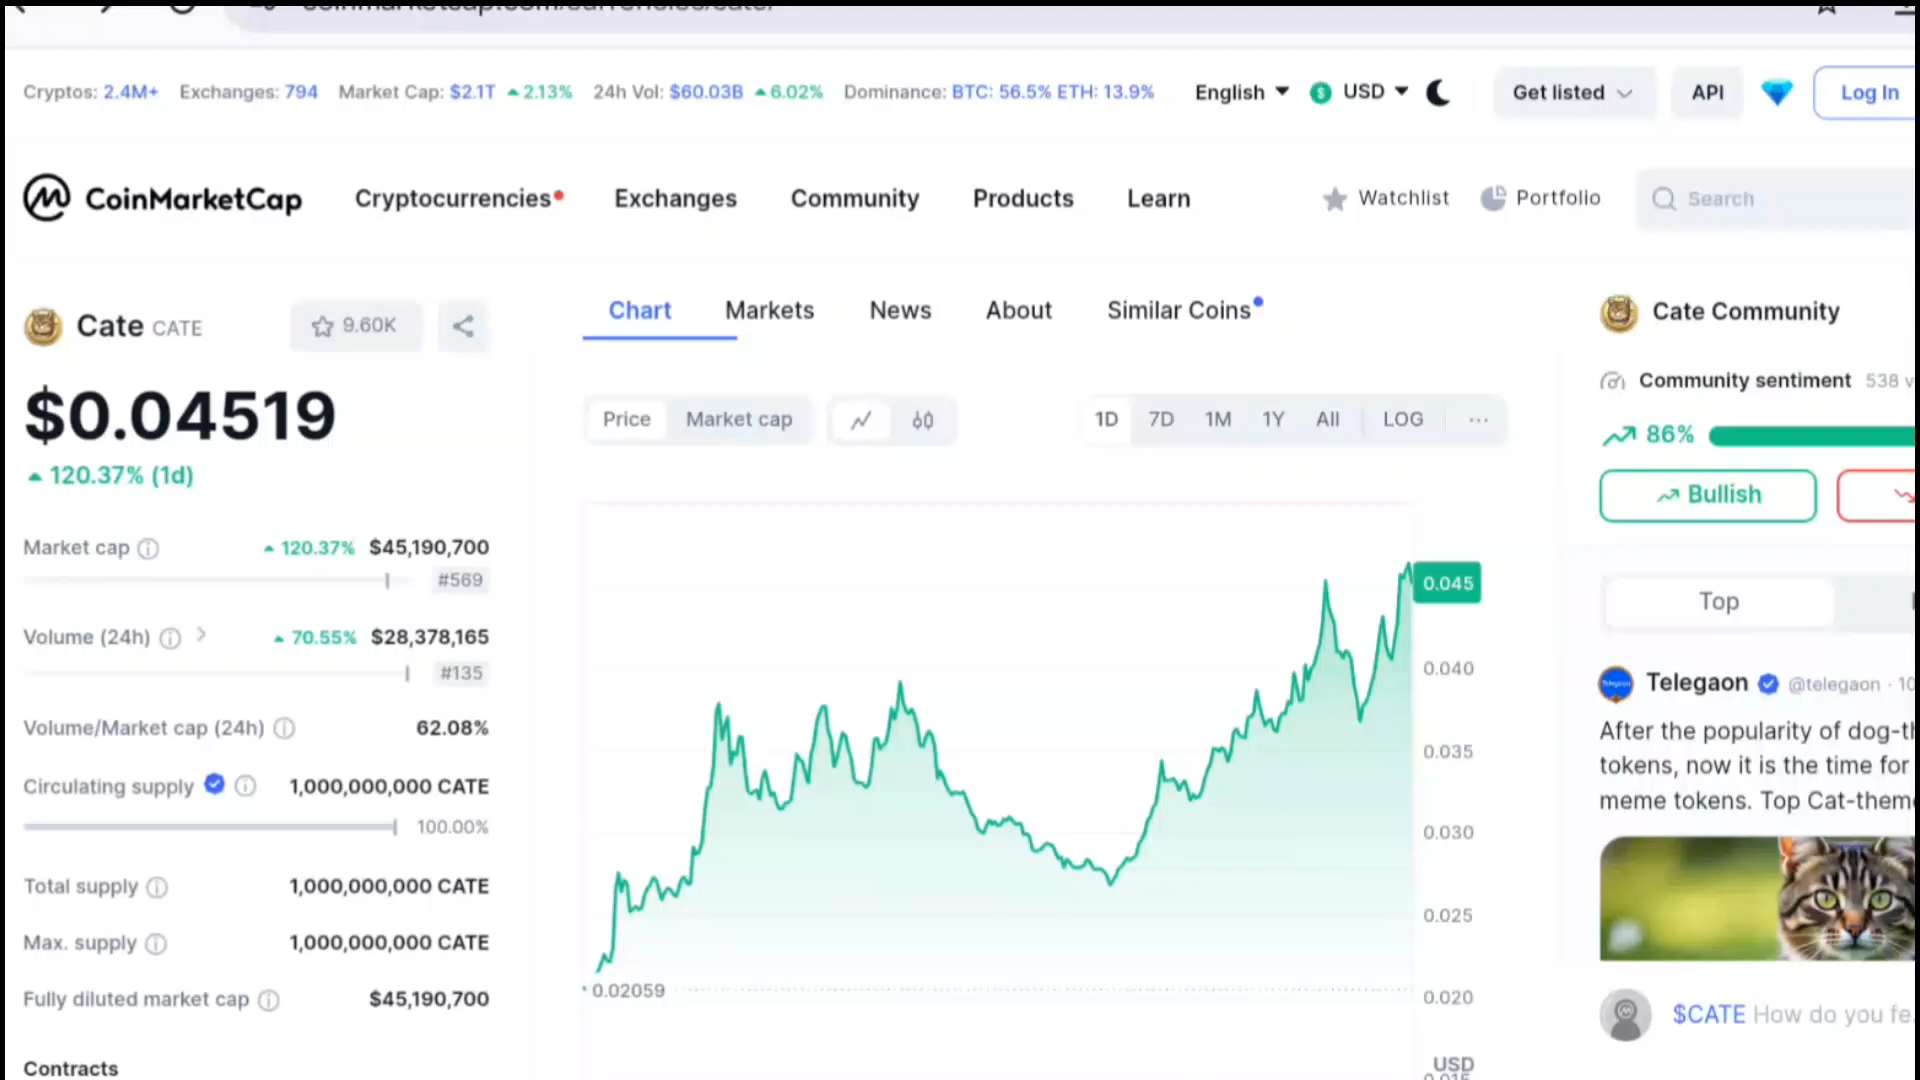 Cryptos: 2.4M+ Exchanges: 794 Market Cap: $2.1T 2.13% 24h Vol: $60.03B 6.02% Dominance: BTC: 56.5% ETH: 13.9% English USD Get listed API Log In
CoinMarketCap Cryptocurrencies Exchanges Community Products Learn Watchlist Portfolio Search
Cate CATE 9.60K
$0.04519
120.37% (1d)
Market cap 120.37% $45,190,700
#569
Volume (24h) 70.55% $28,378,165
#135
Volume/Market cap (24h) 62.08%
Circulating supply 1,000,000,000 CATE
100.00%
Total supply 1,000,000,000 CATE
Max. supply 1,000,000,000 CATE
Fully diluted market cap $45,190,700
Contracts
Chart Markets News About Similar Coins
Price Market cap 1D 7D 1M 1Y All LOG
0.045
0.040
0.035
0.030
0.025
0.02059
0.020
USD
Cate Community
Community sentiment 538
86%
Bullish
Top
Telegaon @telegaon
After the popularity of
tokens, now it is the time for
meme tokens. Top
$CATE How do you